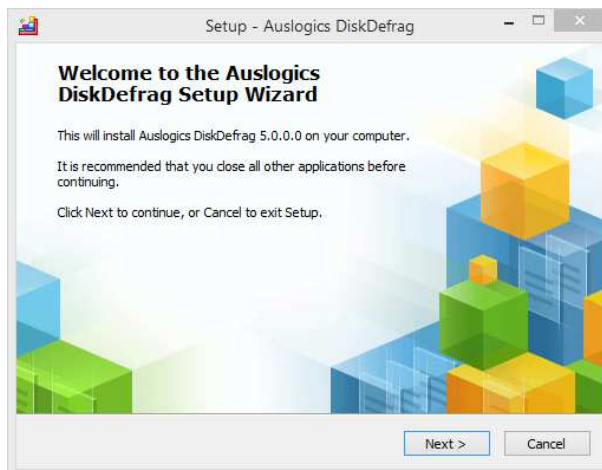 Setup - Auslogics DiskDefrag
Welcome to the Auslogics
DiskDefrag Setup Wizard
This will install Auslogics DiskDefrag 5.0.0.0 on your computer.
It is recommended that you close all other applications before
continuing.
Click Next to continue, or Cancel to exit Setup.
Next >
Cancel